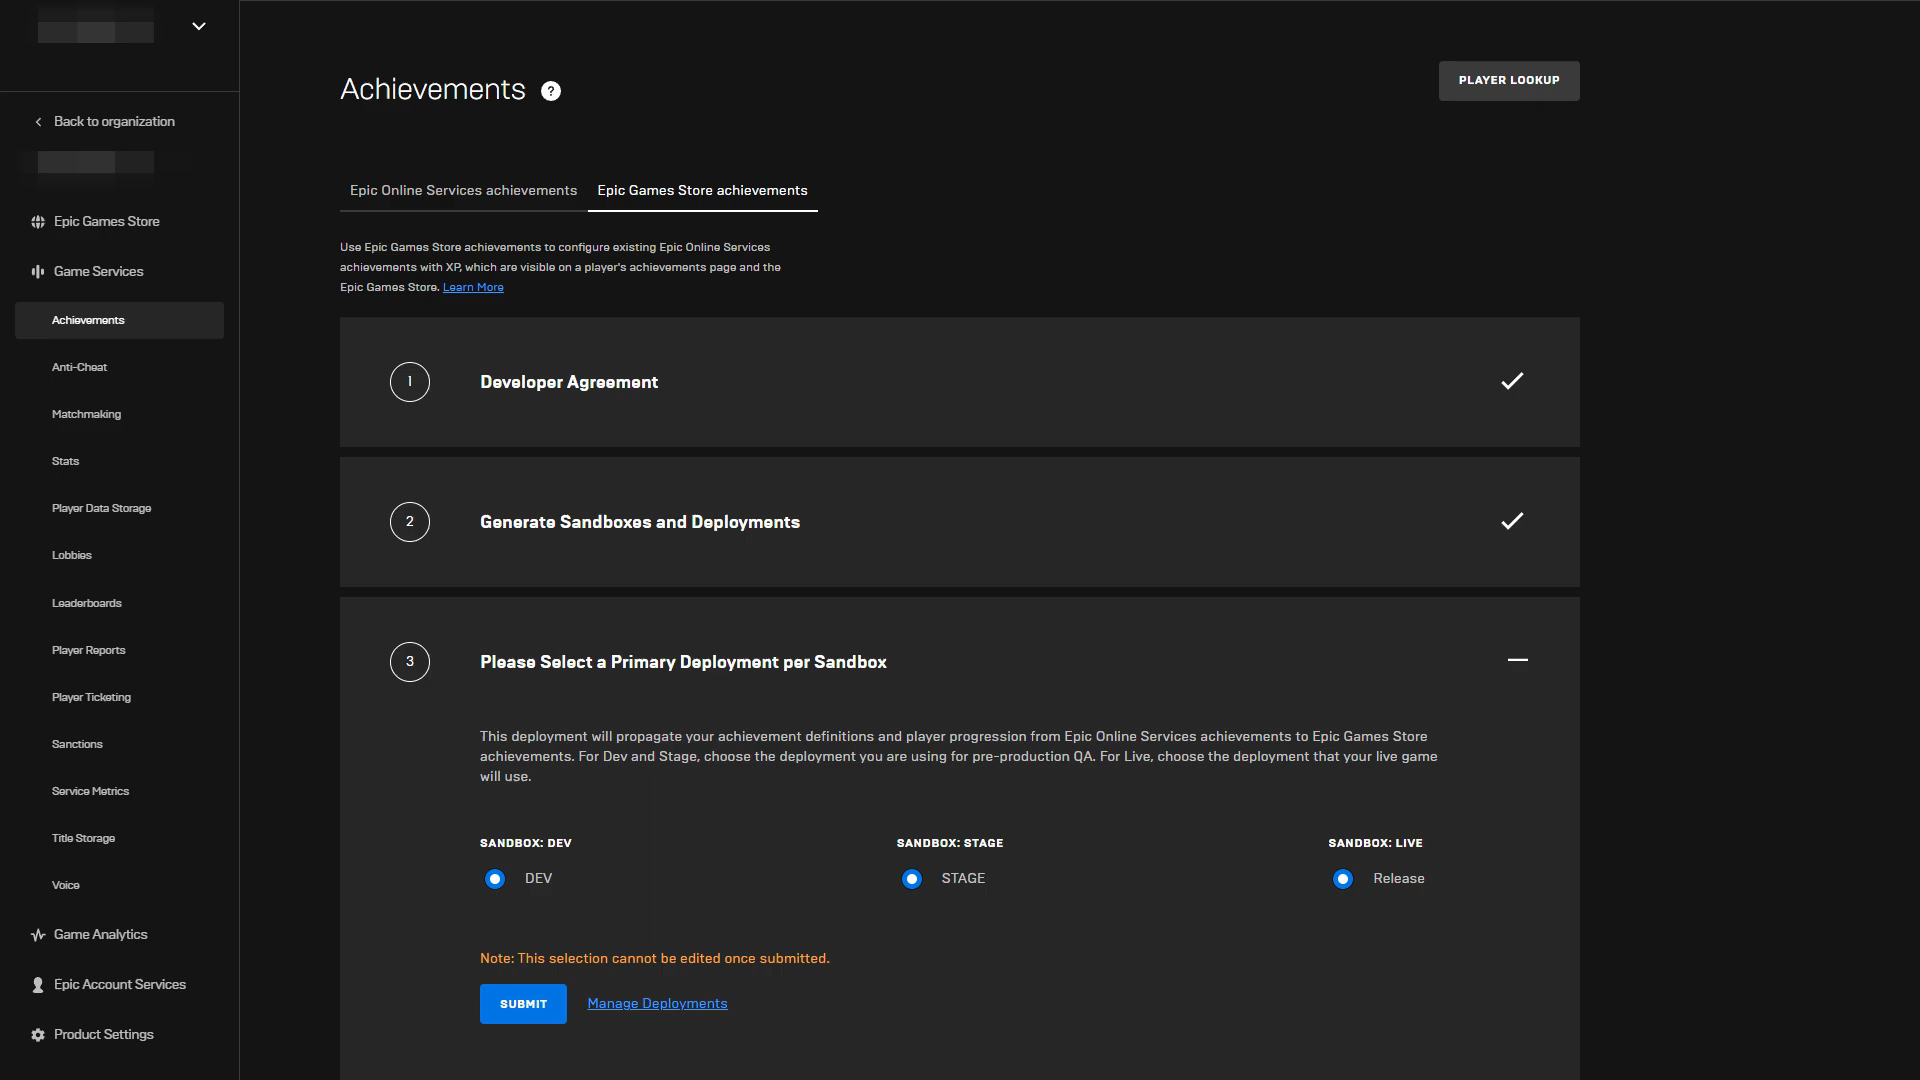 Back to organization
Epic Games Store
Game Services
Achievements
Anti-Cheat
Matchmaking
Stats
Player Data Storage
Lobbies
Leaderboards
Player Reports
Player Ticketing
Sanctions
Service Metrics
Title Storage
Voice
Game Analytics
Epic Account Services
Product Settings
Achievements ?
PLAYER LOOKUP
Epic Online Services achievements Epic Games Store achievements
Use Epic Games Store achievements to configure existing Epic Online Services
achievements with XP, which are visible on a player's achievements page and the
Epic Games Store. Learn More
1 Developer Agreement
2 Generate Sandboxes and Deployments
3 Please Select a Primary Deployment per Sandbox
This deployment will propagate your achievement definitions and player progression from Epic Online Services achievements to Epic Games Store
achievements. For Dev and Stage, choose the deployment you are using for pre-production QA. For Live, choose the deployment that your live game
will use.
SANDBOX: DEV SANDBOX: STAGE SANDBOX: LIVE
DEV STAGE Release
Note: This selection cannot be edited once submitted.
SUBMIT Manage Deployments